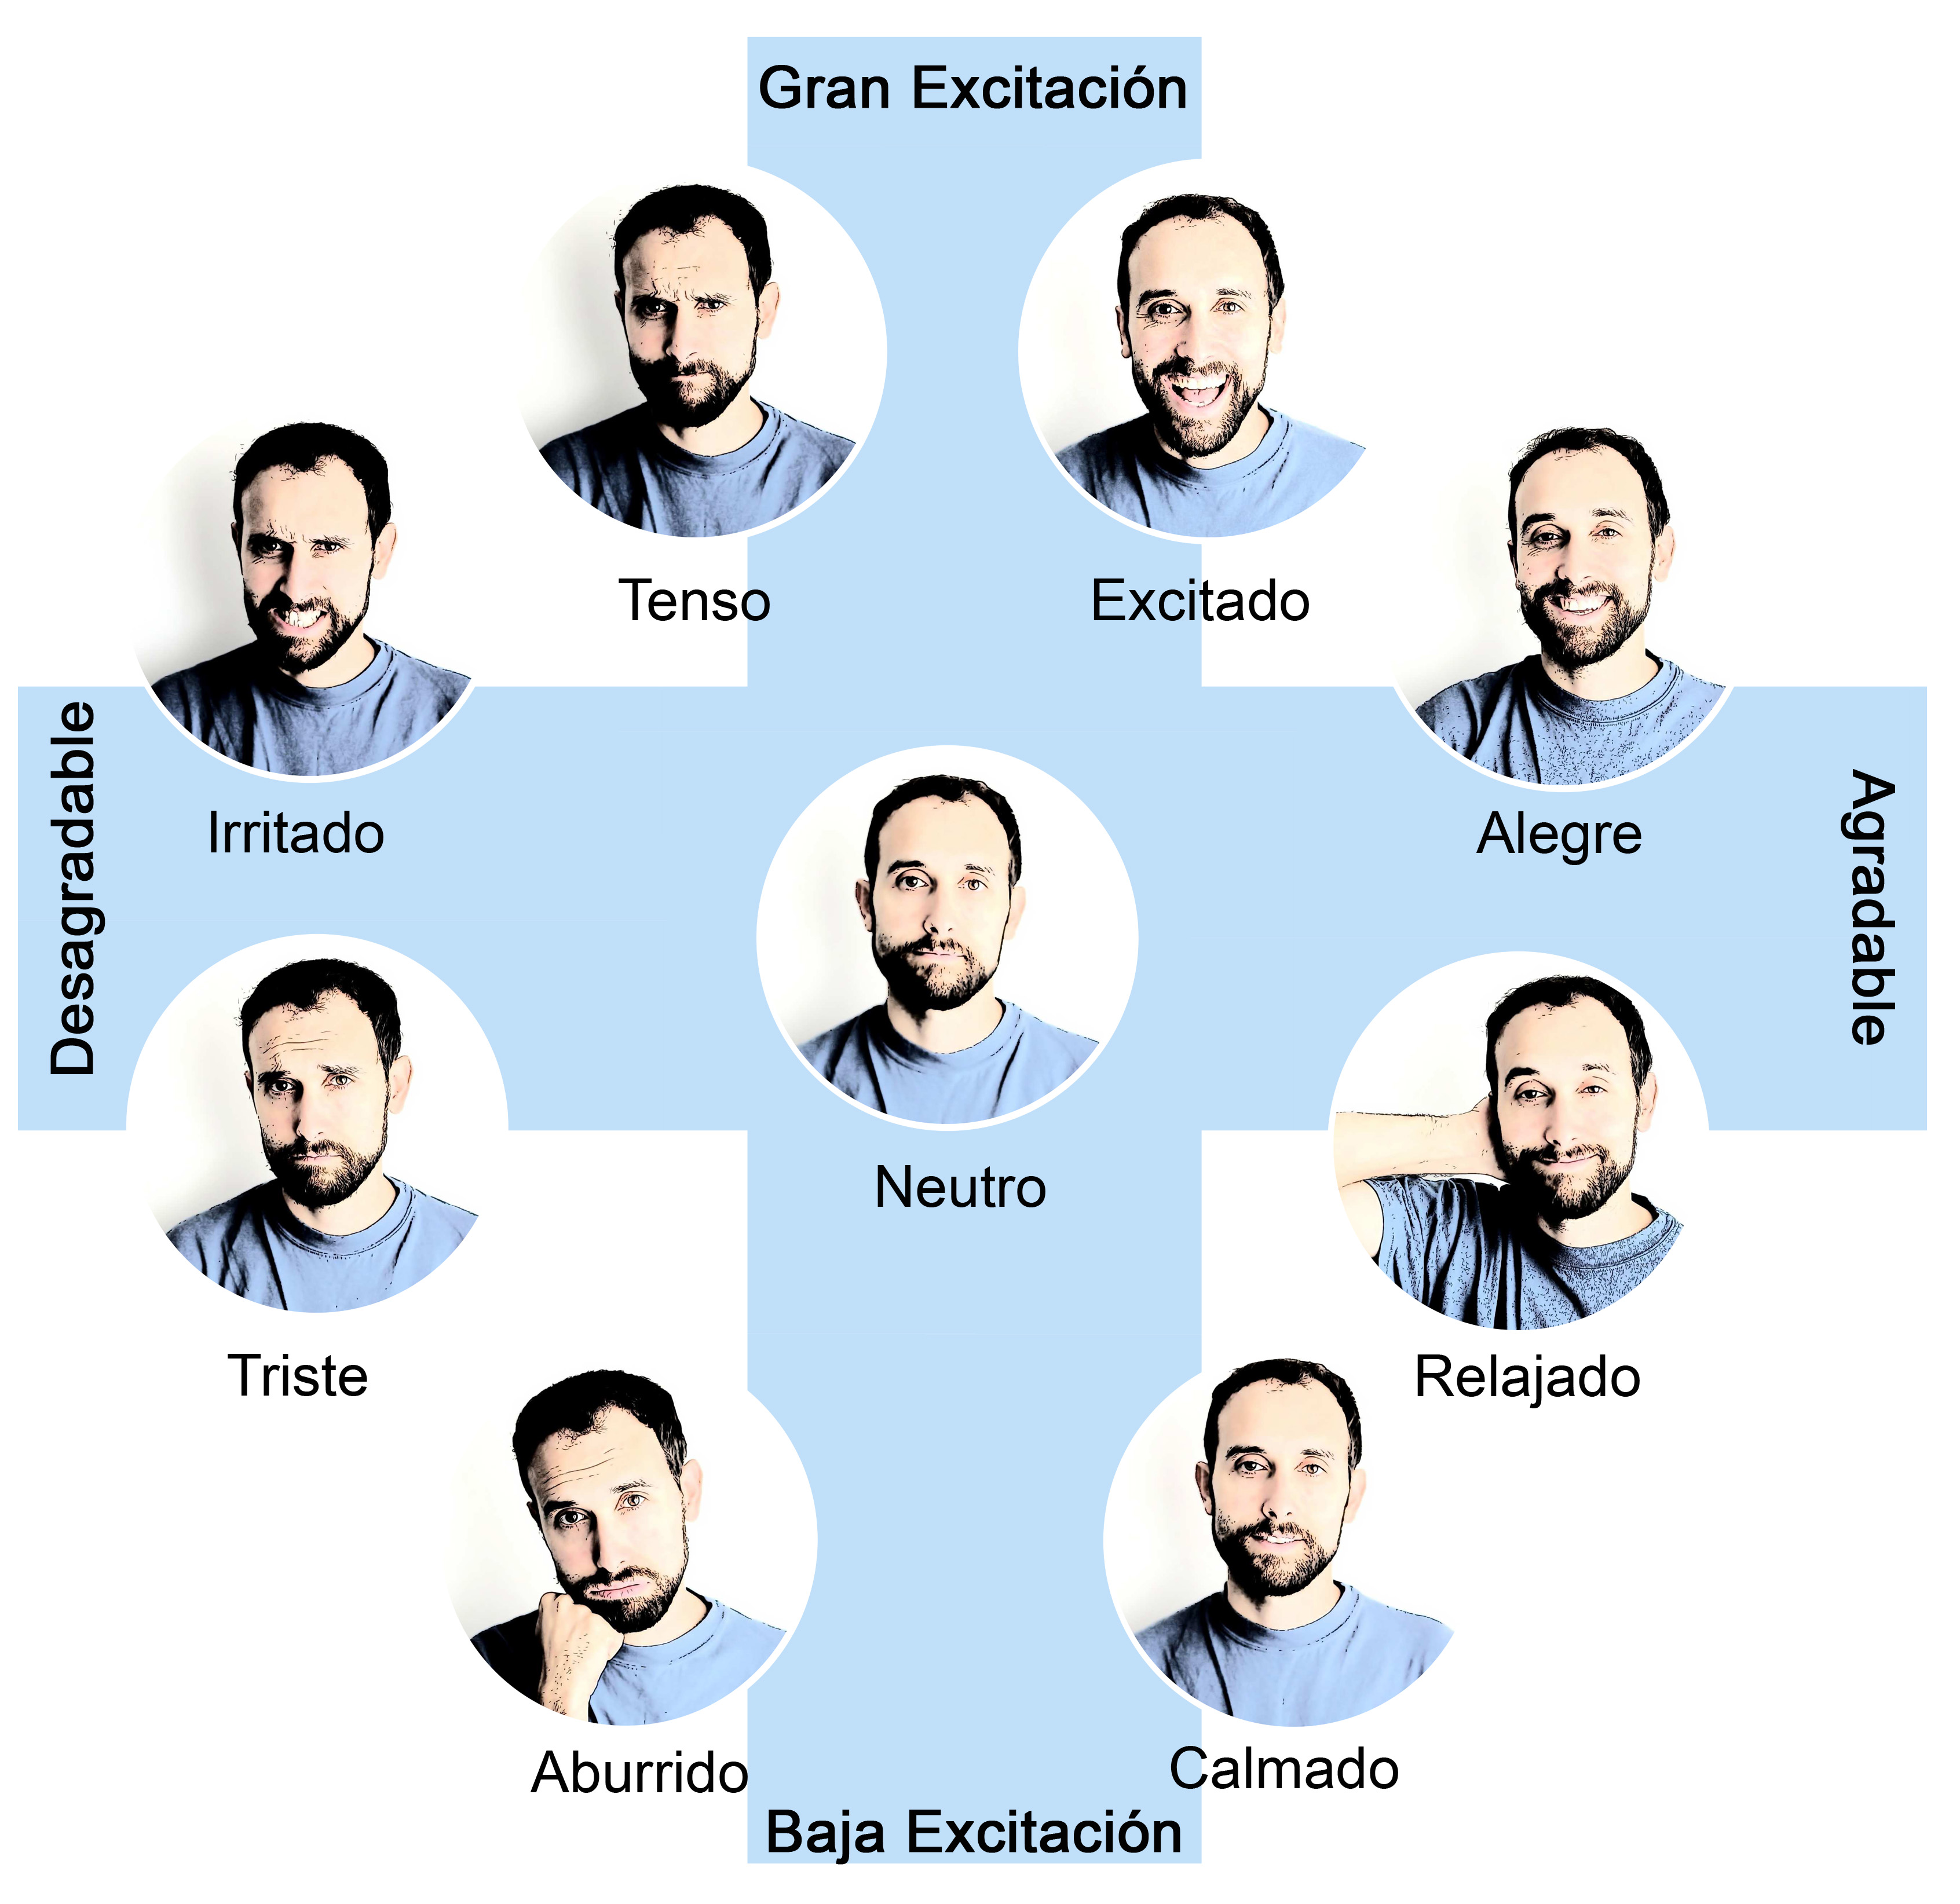 Gran Excitación
Tenso
Excitado
Irritado
Alegre
Desagradable
Agradable
Neutro
Triste
Relajado
Aburrido
Calmado
Baja Excitación